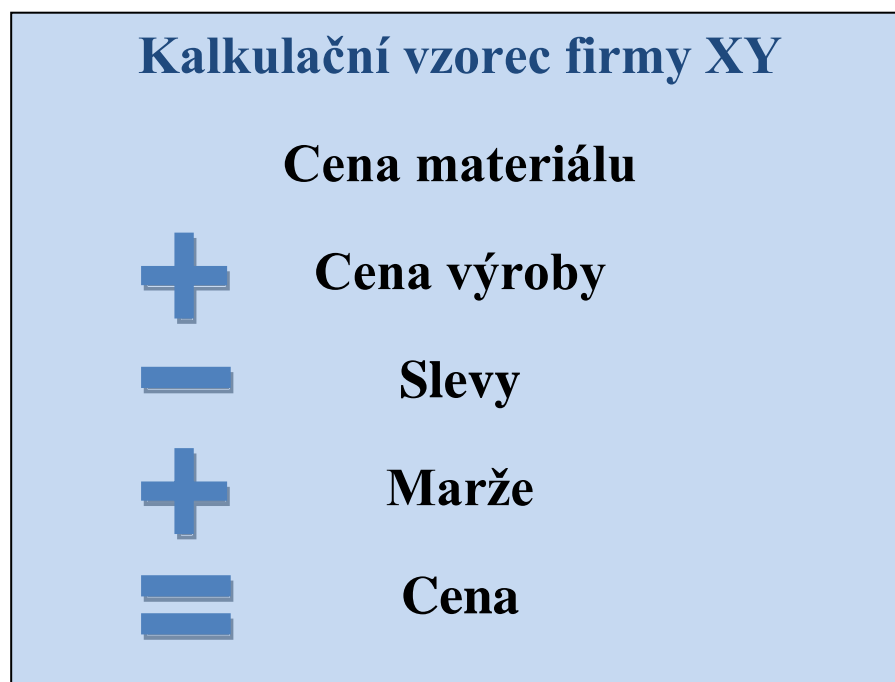 Kalkulační vzorec firmy XY
Cena materiálu
+ Cena výroby
− Slevy
+ Marže
= Cena